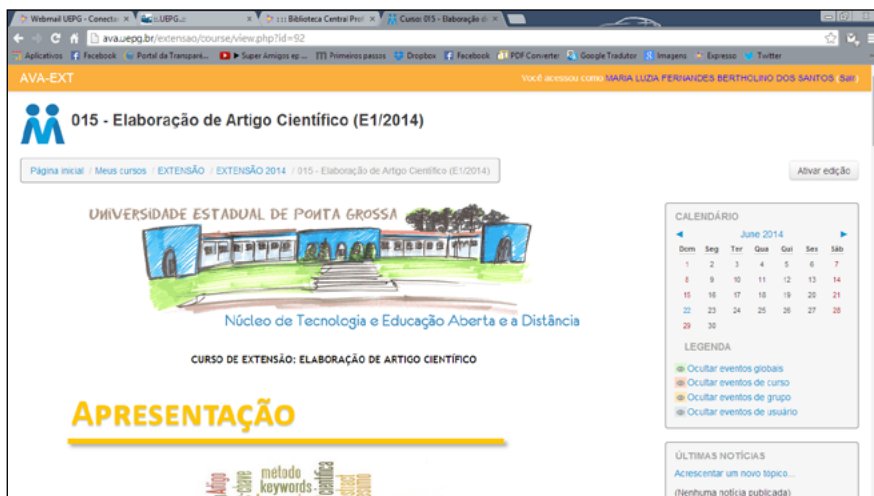 Webmail UEPG - Conecta
::.UEPG.::
::: Biblioteca Central Prof
Curso: 015 - Elaboração de
ava.uepg.br/extensao/course/view.php?id=92
Aplicativos Facebook Portal da Transparê... Super Amigos ep ... Primeiros passos Dropbox Facebook PDF Converter Google Tradutor Imagens Expresso Twitter
AVA-EXT
Você acessou como MARIA LUZIA FERNANDES BERTHOLINO DOS SANTOS (Sair)
015 - Elaboração de Artigo Científico (E1/2014)
Página inicial / Meus cursos / EXTENSÃO / EXTENSÃO 2014 / 015 - Elaboração de Artigo Científico (E1/2014)
Ativar edição
UNIVERSIDADE ESTADUAL DE PONTA GROSSA
Núcleo de Tecnologia e Educação Aberta e a Distância
CURSO DE EXTENSÃO: ELABORAÇÃO DE ARTIGO CIENTÍFICO
APRESENTAÇÃO
Artigo
-chave
método
keywords
científica
stract
esumo
CALENDÁRIO
June 2014
Dom Seg Ter Qua Qui Sex Sáb
1 2 3 4 5 6 7
8 9 10 11 12 13 14
15 16 17 18 19 20 21
22 23 24 25 26 27 28
29 30
LEGENDA
Ocultar eventos globais
Ocultar eventos de curso
Ocultar eventos de grupo
Ocultar eventos de usuário
ÚLTIMAS NOTÍCIAS
Acrescentar um novo tópico...
(Nenhuma notícia publicada)